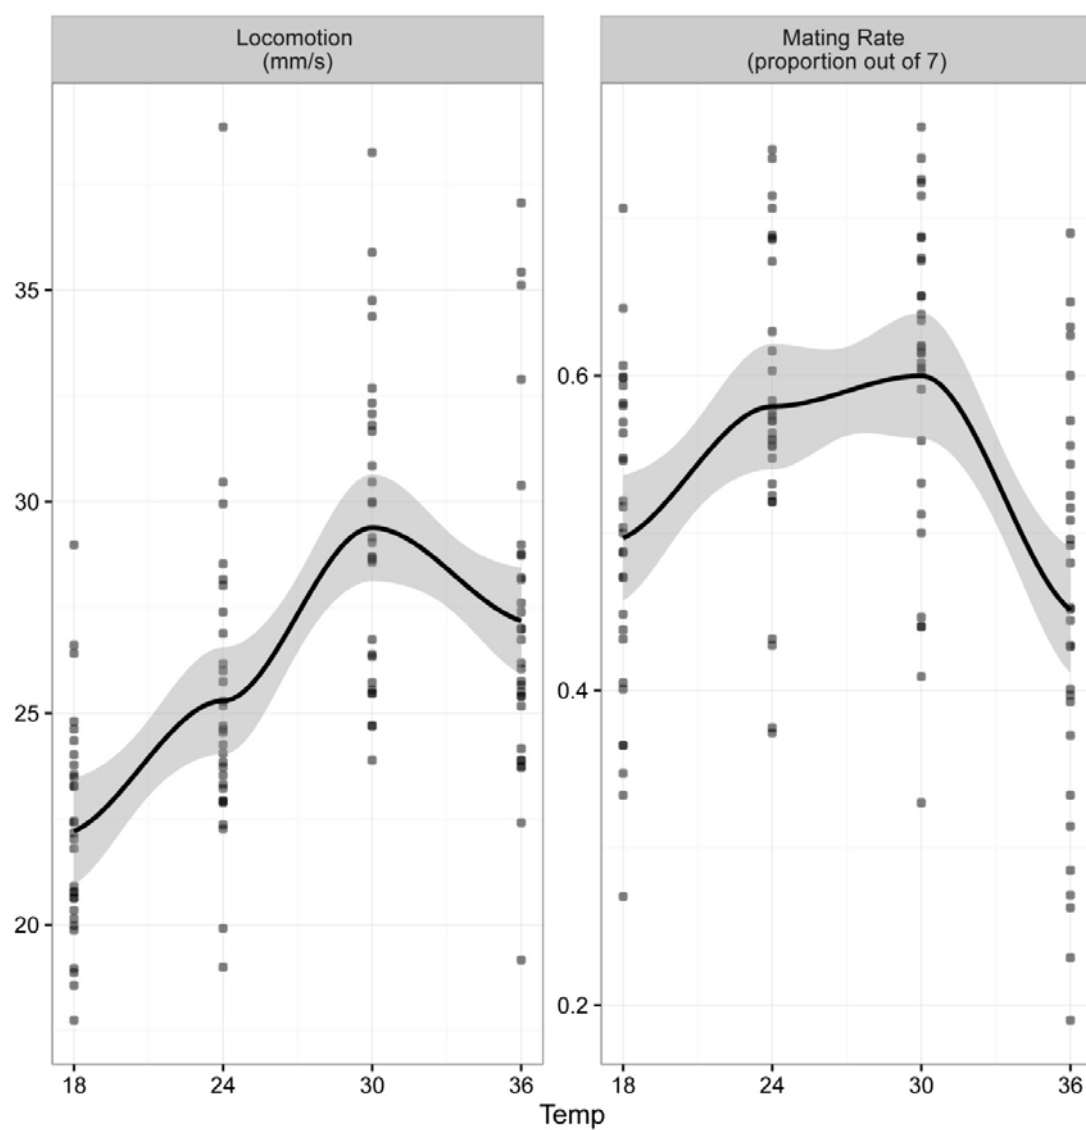 Locomotion
(mm/s)
Mating Rate
(proportion out of 7)
35
30
25
20
0.6
0.4
0.2
18 24 30 36
18 24 30 36
Temp